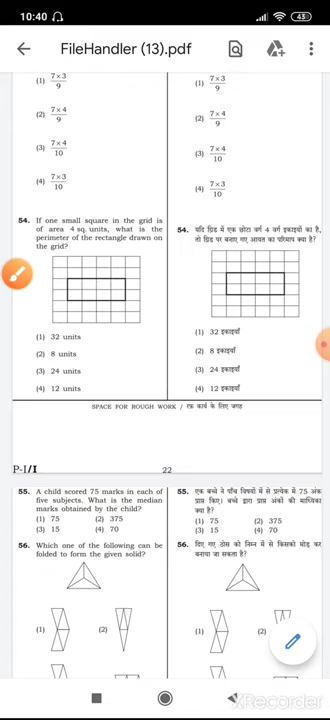 10:40
43
FileHandler (13).pdf
(1) 7×3/9
(2) 7×4/9
(3) 7×4/10
(4) 7×3/10
54. If one small square in the grid is
of area 4 sq. units, what is the
perimeter of the rectangle drawn on
the grid?
(1) 32 units
(2) 8 units
(3) 24 units
(4) 12 units
(1) 7×3/9
(2) 7×4/9
(3) 7×4/10
(4) 7×3/10
54. यदि ग्रिड में एक छोटा वर्ग 4 वर्ग इकाइयों का है,
तो ग्रिड पर बनाए गए आयत का परिमाप क्या है?
(1) 32 इकाइयाँ
(2) 8 इकाइयाँ
(3) 24 इकाइयाँ
(4) 12 इकाइयाँ
SPACE FOR ROUGH WORK / रफ़ कार्य के लिए जगह
P-I/I
22
55. A child scored 75 marks in each of
five subjects. What is the median
marks obtained by the child?
(1) 75 (2) 375
(3) 15 (4) 70
56. Which one of the following can be
folded to form the given solid?
(1) (2)
55. एक बच्चे ने पाँच विषयों में से प्रत्येक में 75 अंक
प्राप्त किए। बच्चे द्वारा प्राप्त अंकों की माध्यिका
क्या है?
(1) 75 (2) 375
(3) 15 (4) 70
56. दिए गए ठोस को निम्न में से किसको मोड़ कर
बनाया जा सकता है?
(1) (2)
XRecorder